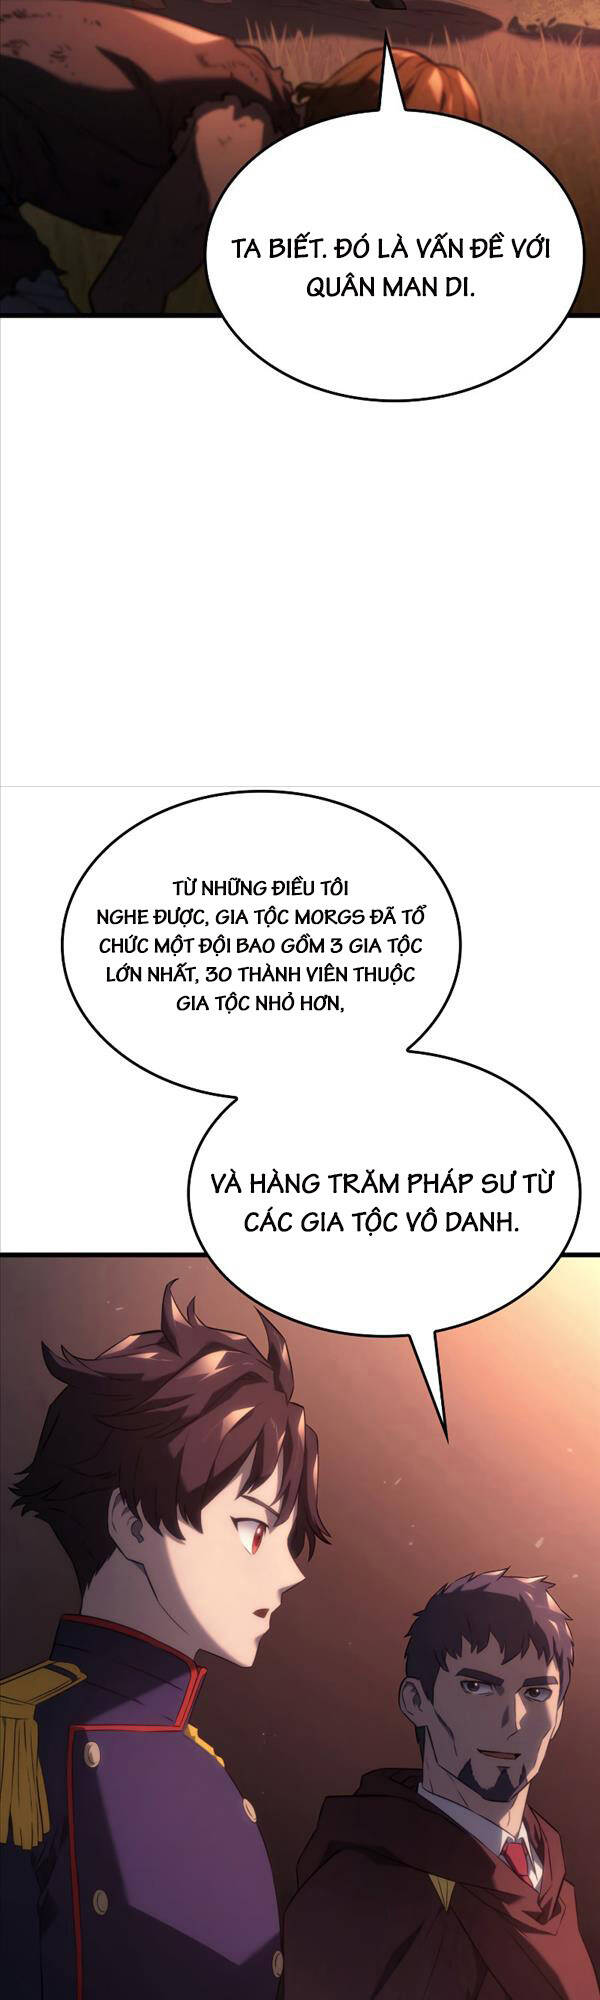 TA BIẾT. ĐÓ LÀ VẤN ĐỀ VỚI
QUÂN MAN DI.
TỪ NHỮNG ĐIỀU TÔI
NGHE ĐƯỢC, GIA TỘC MORGS ĐÃ TỔ
CHỨC MỘT ĐỘI BAO GỒM 3 GIA TỘC
LỚN NHẤT, 30 THÀNH VIÊN THUỘC
GIA TỘC NHỎ HƠN,
VÀ HÀNG TRĂM PHÁP SƯ TỪ
CÁC GIA TỘC VÔ DANH.